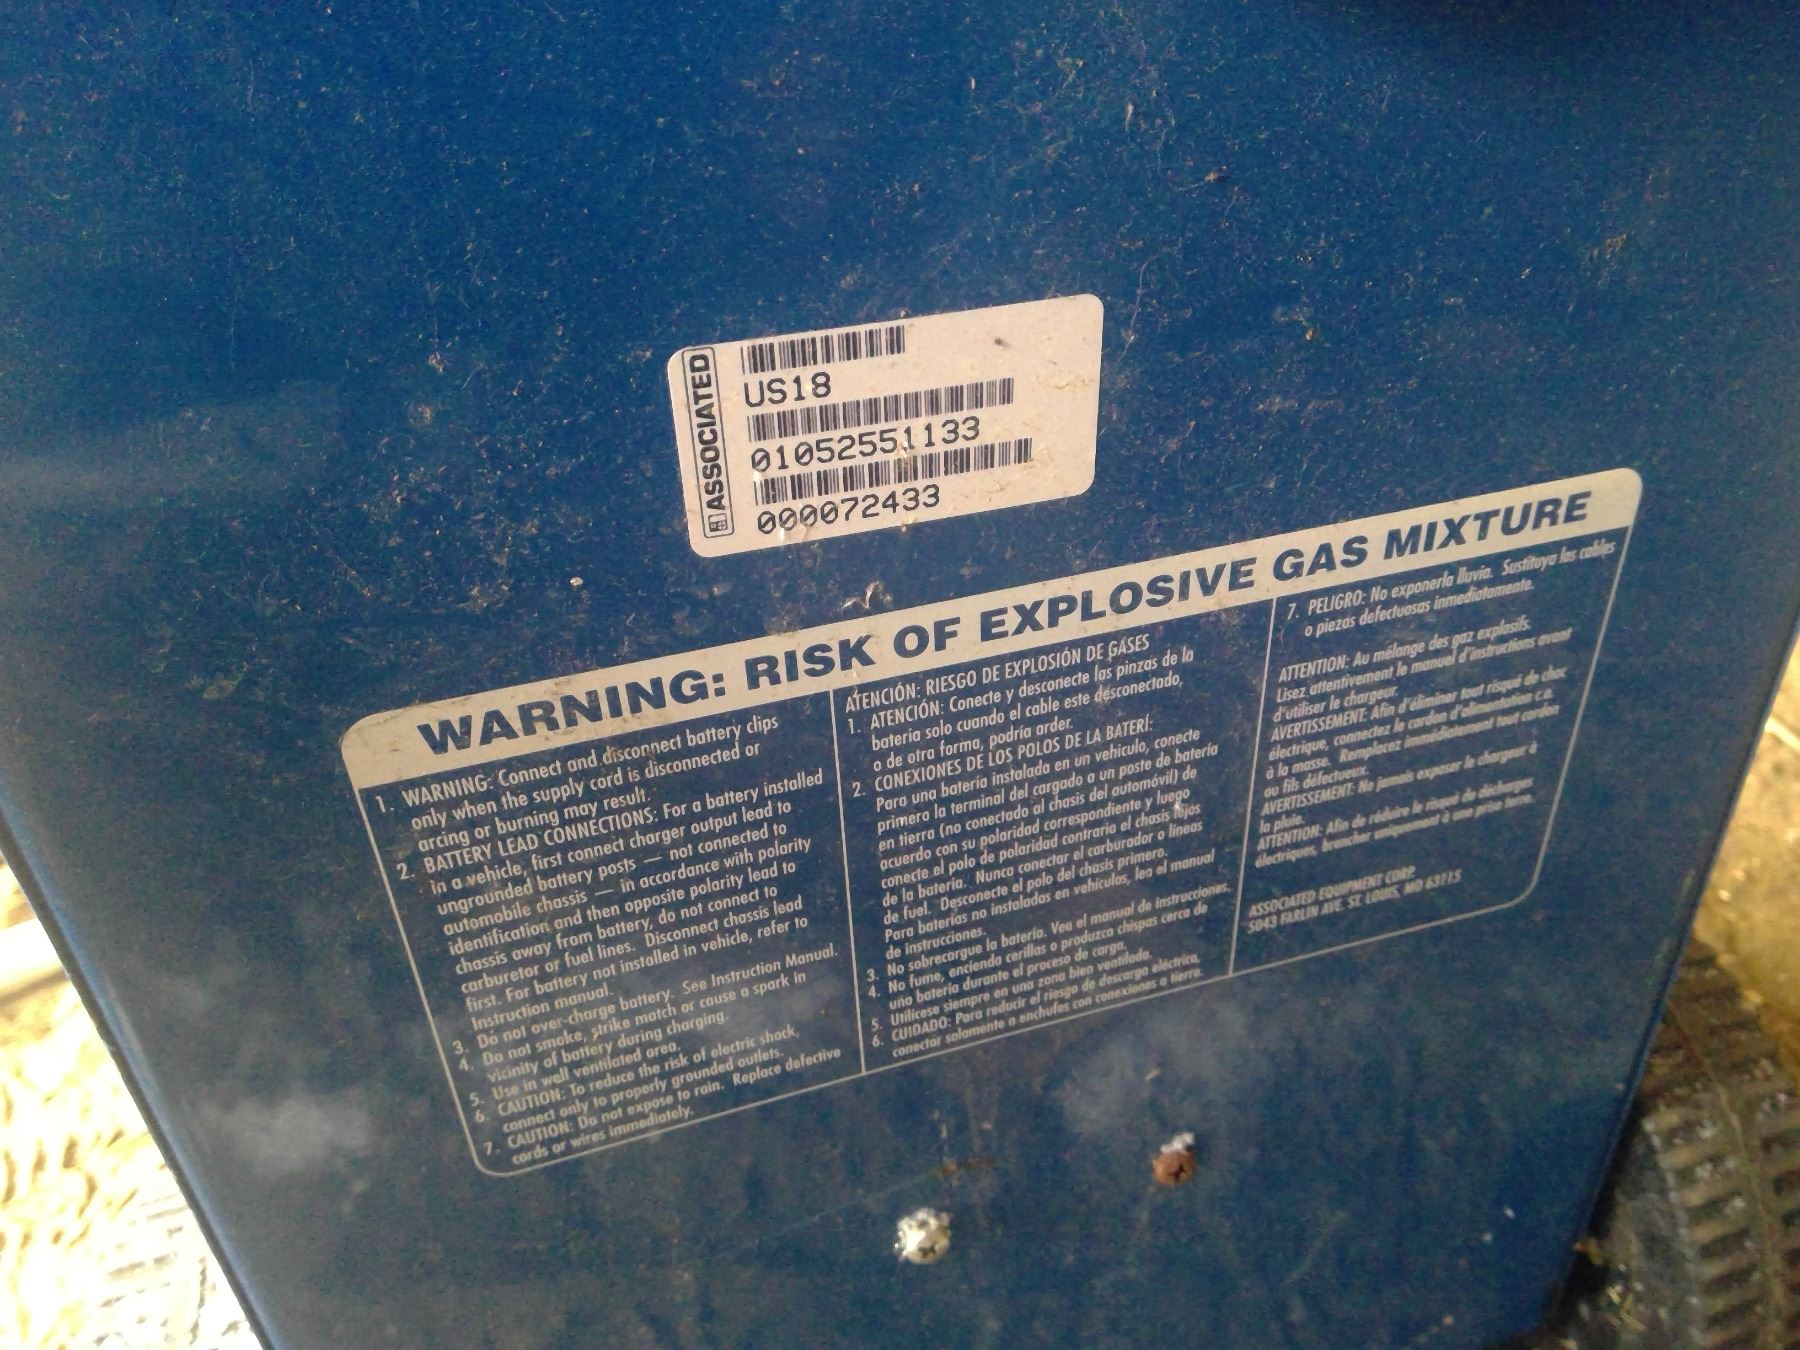 ASSOCIATED
US18
01052551133
000072433
WARNING: RISK OF EXPLOSIVE GAS MIXTURE
1. WARNING: Connect and disconnect battery clips
only when the supply cord is disconnected or
arcing or burning may result.
2. BATTERY LEAD CONNECTIONS: For a battery installed
in a vehicle, first connect charger output lead to
ungrounded battery posts — not connected to
automobile chassis — in accordance with polarity
identification and then opposite polarity lead to
chassis away from battery, do not connect to
carburetor or fuel lines. Disconnect chassis lead
first. For battery not installed in vehicle, refer to
Instruction manual.
3. Do not over-charge battery. See Instruction Manual.
4. Do not smoke, strike match or cause a spark in
vicinity of battery during charging.
5. Use in well ventilated area.
6. CAUTION: To reduce the risk of electric shock,
connect only to properly grounded outlets.
7. CAUTION: Do not expose to rain. Replace defective
cords or wires immediately.
ATENCIÓN: RIESGO DE EXPLOSIÓN DE GASES
1. ATENCIÓN: Conecte y desconecte las pinzas de la
batería solo cuando el cable este desconectado,
o de otra forma, podría arder.
2. CONEXIONES DE LOS POLOS DE LA BATERÍ:
Para una batería instalada en un vehiculo, conecte
primero la terminal del cargado a un poste de batería
en tierra (no conectado al chasis del automóvil) de
acuerdo con su polaridad correspondiente y luego
conecte el polo de polaridad contraria el chasis lejos
de la batería. Nunca conectar el carburador o líneas
de fuel. Desconecte el polo del chasis primero.
Para baterías no instaladas en vehículos, lea el manual
de instrucciones.
3. No sobrecargue la batería. Vea el manual de instrucciones.
4. No fume, encienda cerillas o produzca chispas cerca de
una batería durante el proceso de carga.
5. Utilícese siempre en una zona bien ventilada.
6. CUIDADO: Para reducir el riesgo de descarga eléctrica,
conectar solamente a enchufes con conexiones a tierra.
7. PELIGRO: No exponerla lluvia. Sustituya los cables
o piezas defectuosas inmediatamente.
ATTENTION: Au mélange des gaz explosifs.
Lisez attentivement le manuel d'instructions avant
d'utiliser le chargeur.
AVERTISSEMENT: Afin d'éliminer tout risque de choc
électrique, connectez le cordon d'alimentation c.a.
à la masse. Remplacez immédiatement tout cordon
ou fils défectueux.
AVERTISSEMENT: Ne jamais exposer le chargeur à
la pluie.
ATTENTION: Afin de réduire le risque de décharges
électriques, brancher uniquement à une prise terre.
ASSOCIATED EQUIPMENT CORP.
5043 FARLIN AVE. ST. LOUIS, MO 63115